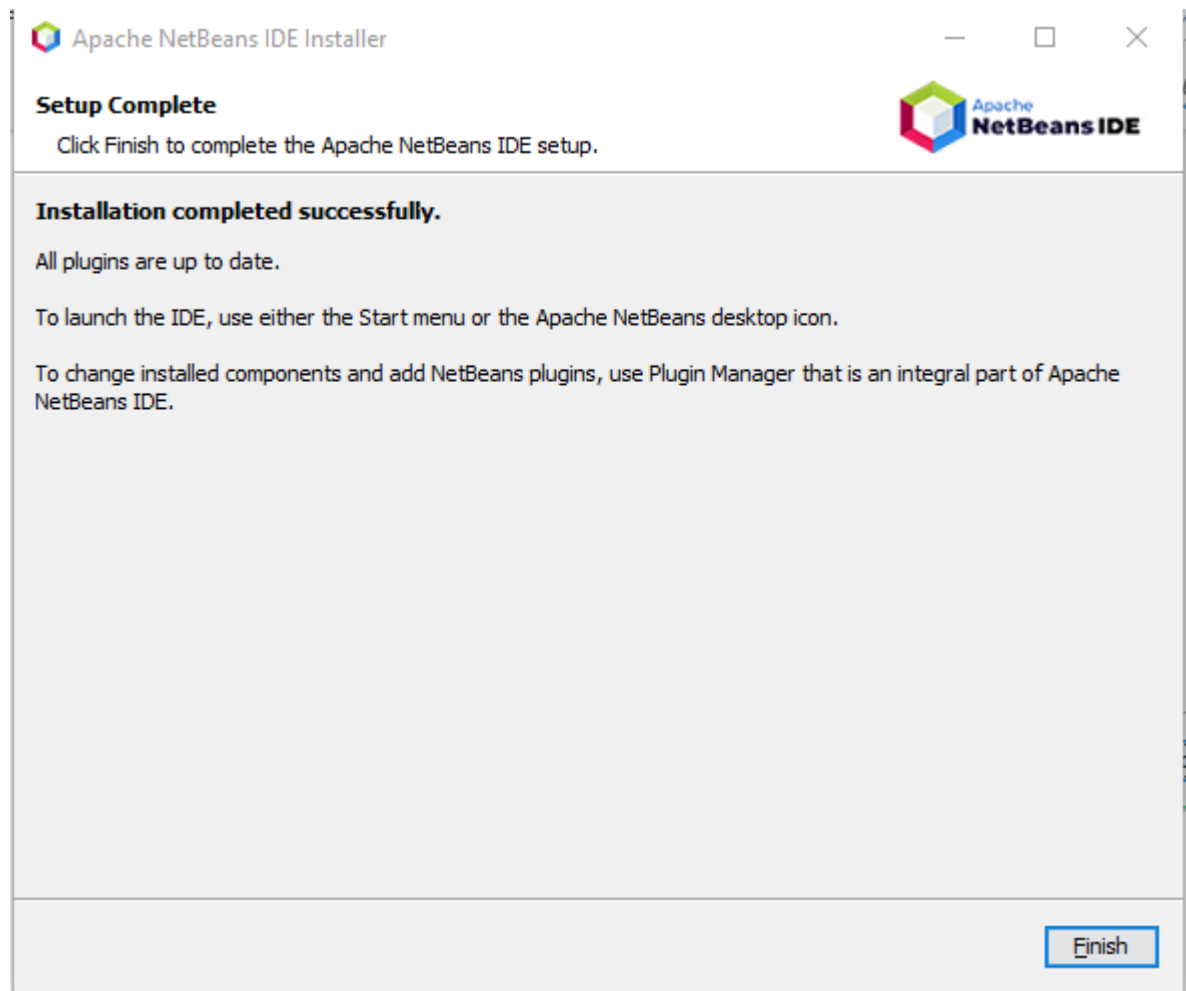 Apache NetBeans IDE Installer
Setup Complete
Click Finish to complete the Apache NetBeans IDE setup.
Apache
NetBeans IDE
Installation completed successfully.
All plugins are up to date.
To launch the IDE, use either the Start menu or the Apache NetBeans desktop icon.
To change installed components and add NetBeans plugins, use Plugin Manager that is an integral part of Apache
NetBeans IDE.
Finish